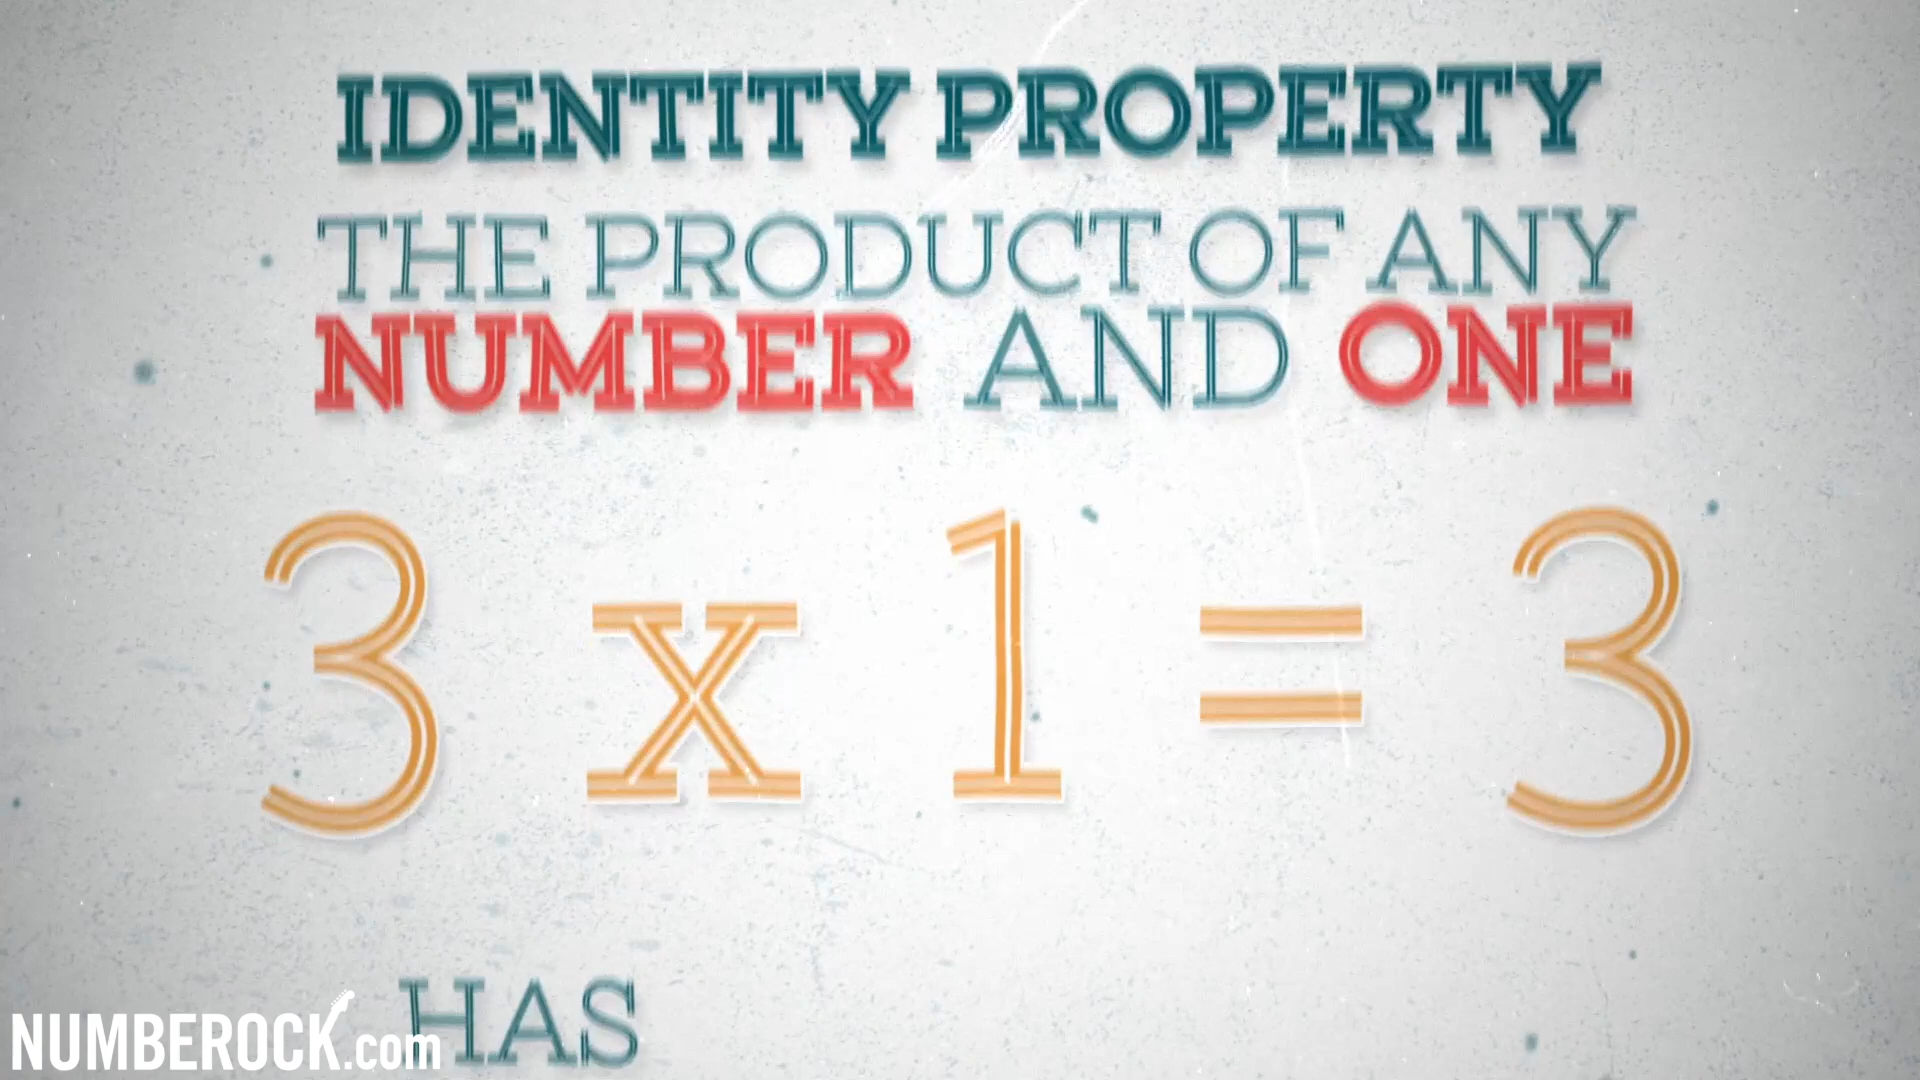 IDENTITY PROPERTY
THE PRODUCT OF ANY
NUMBER AND ONE
3 x 1 = 3
HAS
NUMBEROCK.com